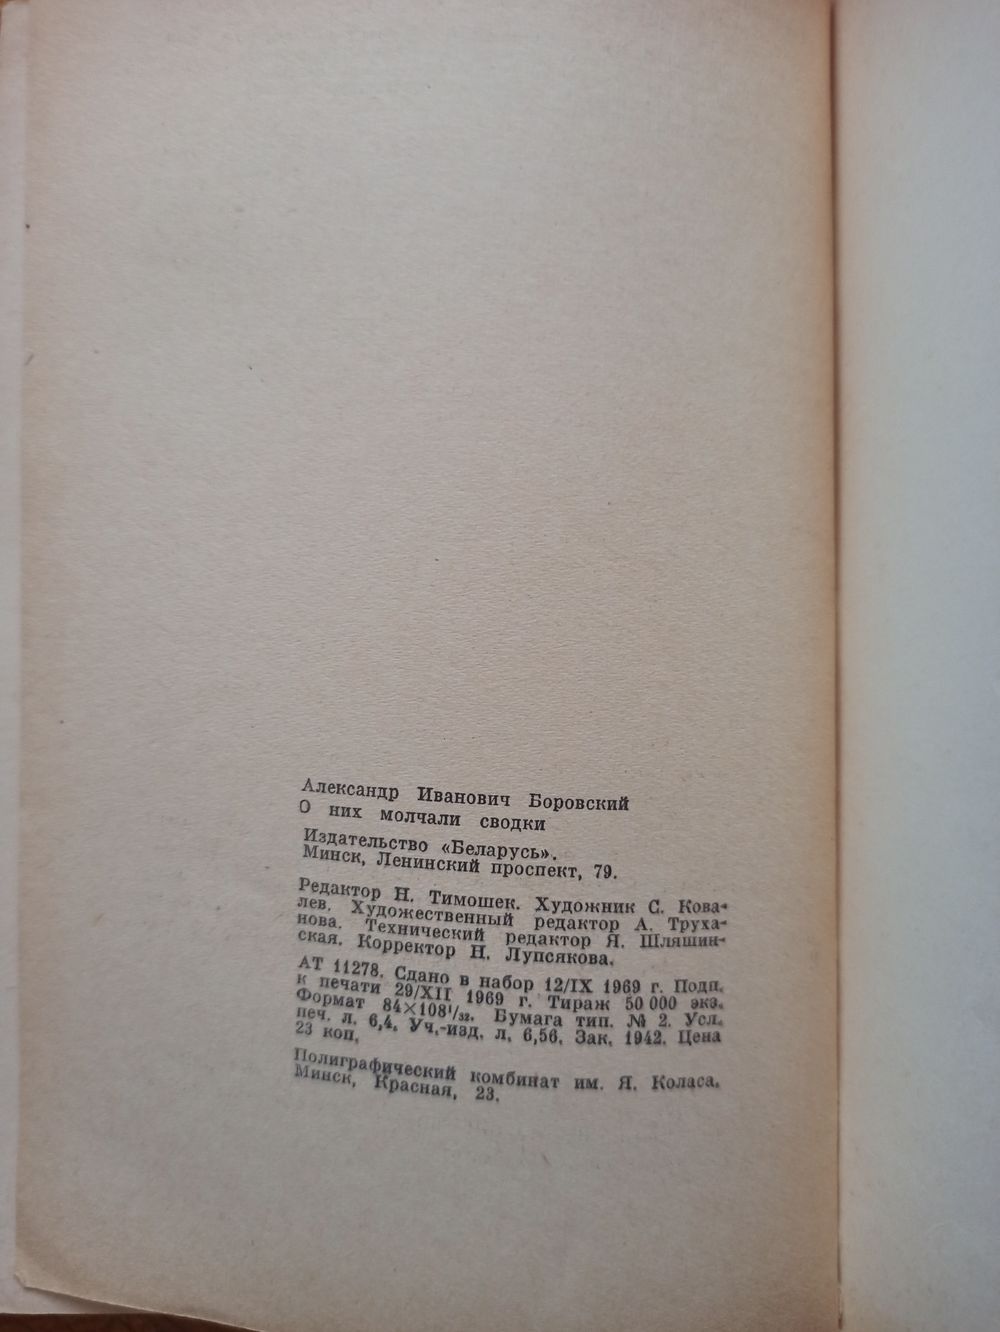 Александр Иванович Боровский
О них молчали сводки
Издательство «Беларусь».
Минск, Ленинский проспект, 79.
Редактор Н. Тимошек. Художник С. Кова-
лев. Художественный редактор А. Труха-
нова. Технический редактор Я. Шляшин-
ская. Корректор Н. Лупсякова.
АТ 11278. Сдано в набор 12/IX 1969 г. Подп.
к печати 29/XII 1969 г. Тираж 50 000 экз.
Формат 84×108¹/₃₂. Бумага тип. № 2. Усл.
печ. л. 6,4. Уч.-изд. л. 6,56. Зак. 1942. Цена
23 коп.
Полиграфический комбинат им. Я. Коласа.
Минск, Красная, 23.